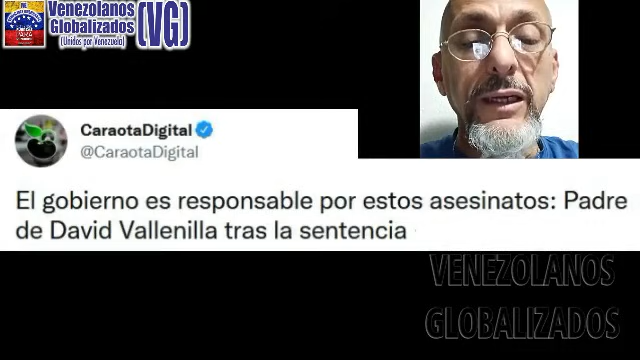 Venezolanos
Globalizados
(VG)
(Unidos por Venezuela)
CaraotaDigital
@CaraotaDigital
El gobierno es responsable por estos asesinatos: Padre
de David Vallenilla tras la sentencia
VENEZOLANOS
GLOBALIZADOS